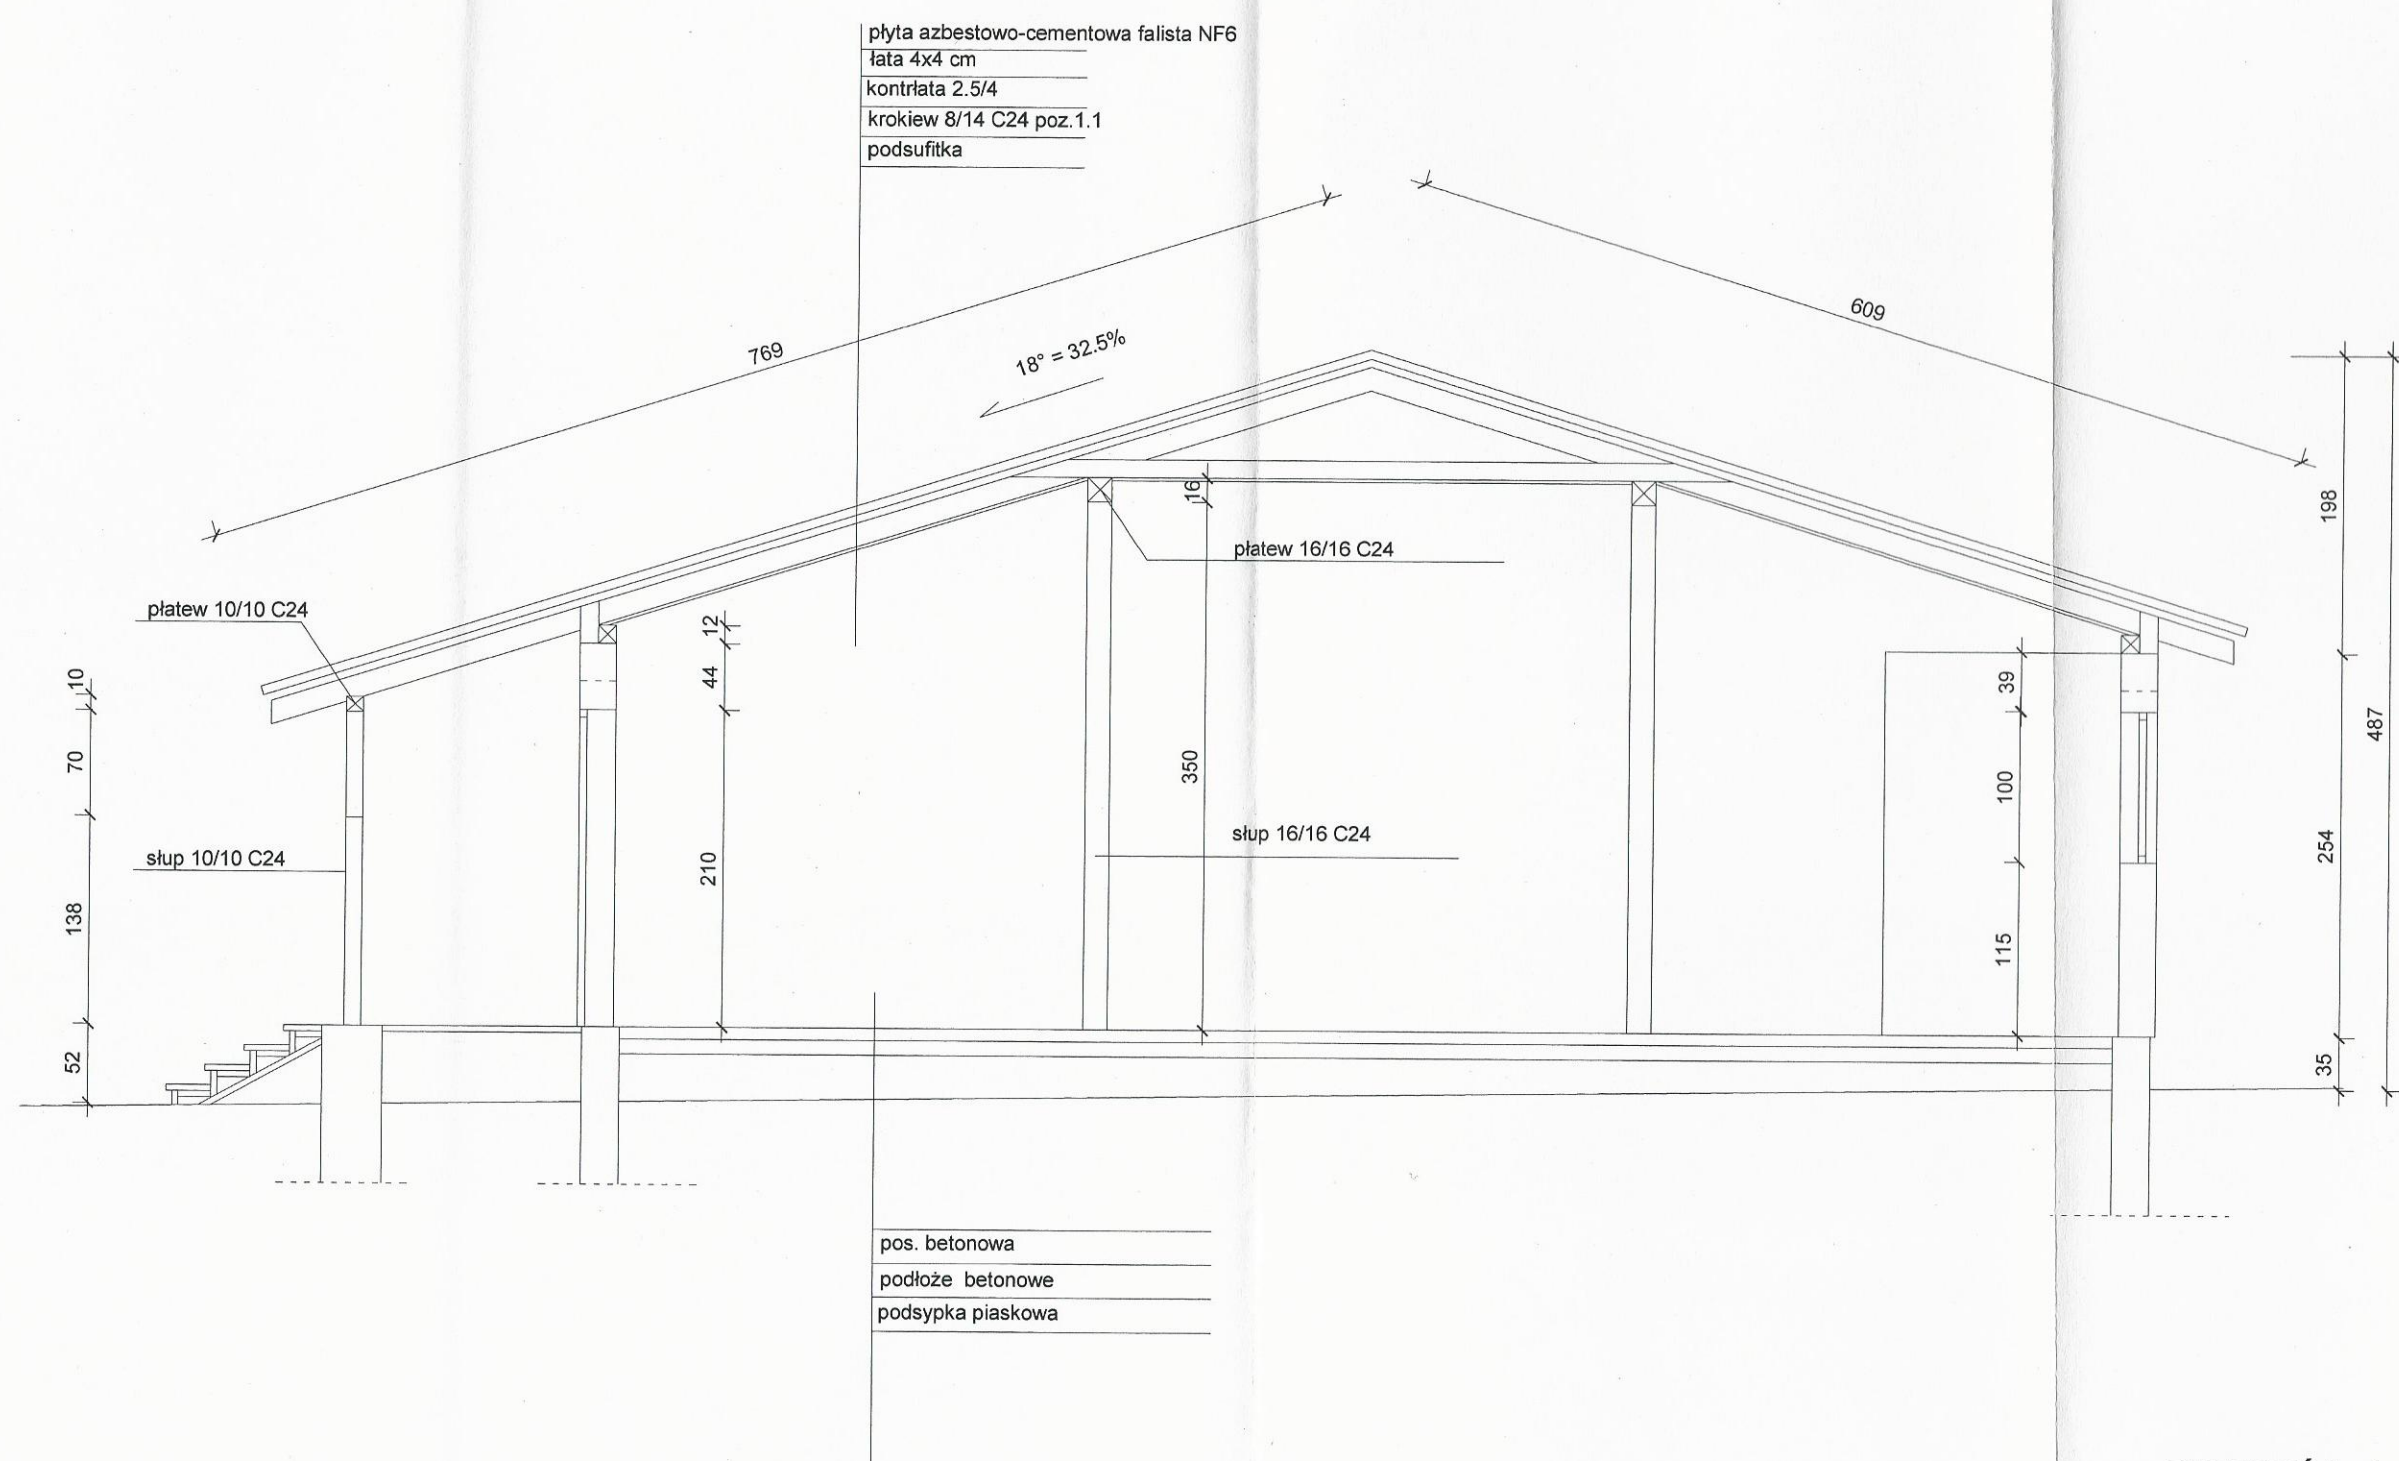 płyta azbestowo-cementowa falista NF6
łata 4x4 cm
kontrłata 2.5/4
krokiew 8/14 C24 poz.1.1
podsufitka
769
18° = 32.5%
609
198
487
254
35
16
płatew 16/16 C24
350
słup 16/16 C24
płatew 10/10 C24
słup 10/10 C24
10
70
138
52
12
44
210
39
100
115
pos. betonowa
podłoże betonowe
podsypka piaskowa